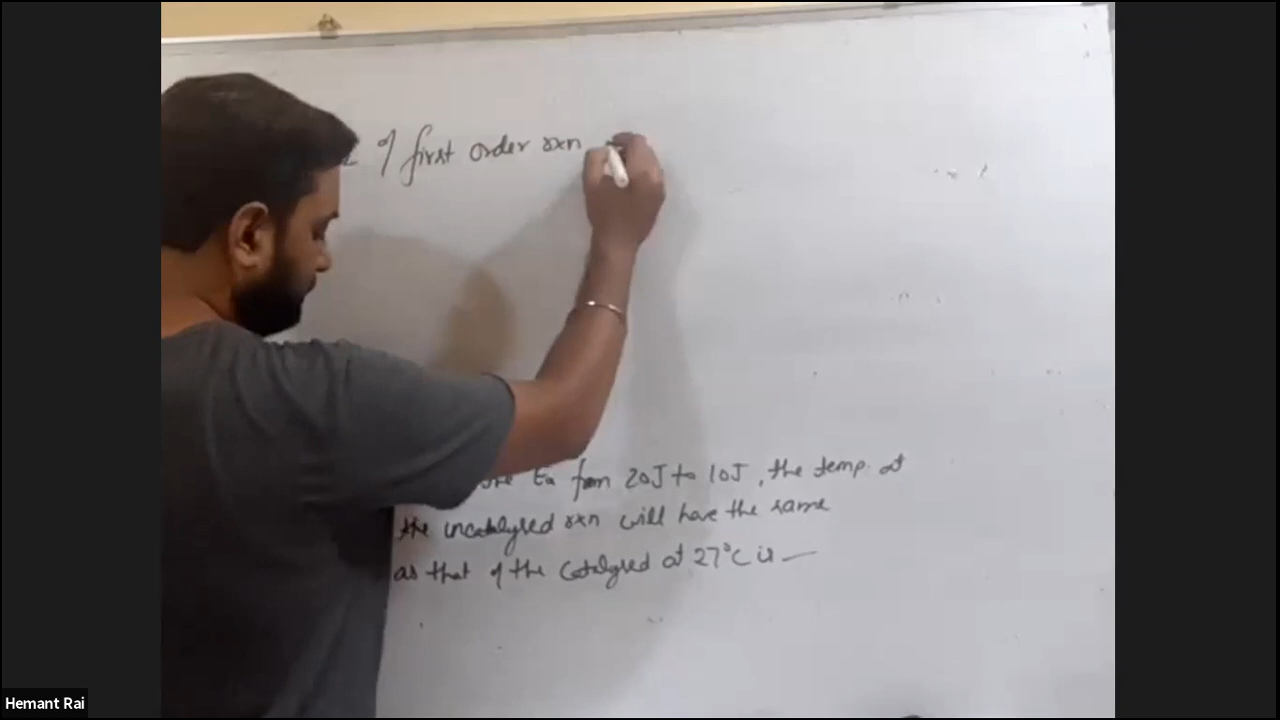 of first order rxn
the Ea from 20J to 10J, the temp. at
the uncatalysed rxn will have the same
as that of the catalysed at 27°C is —
Hemant Rai